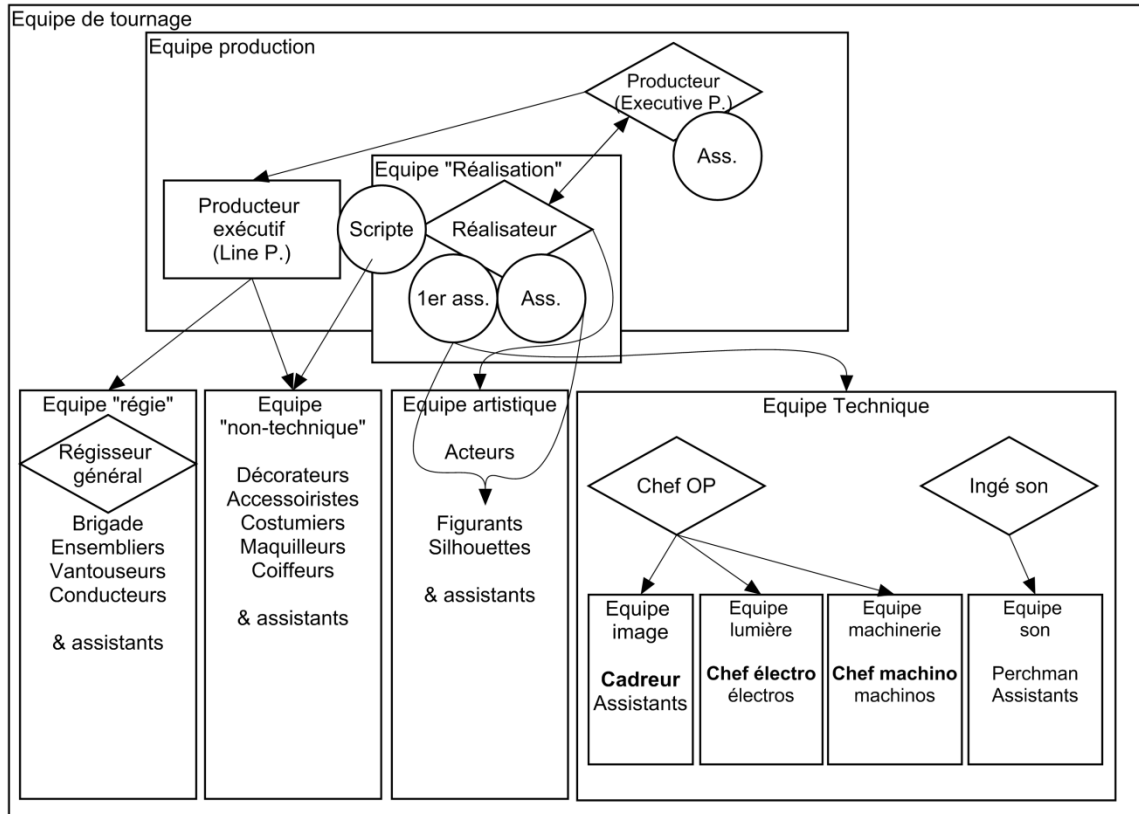 Equipe de tournage
Equipe production
Producteur
(Executive P.)
Ass.
Equipe "Réalisation"
Producteur
exécutif
(Line P.)
Scripte
Réalisateur
1er ass.
Ass.
Equipe "régie"
Régisseur
général
Brigade
Ensembliers
Vantouseurs
Conducteurs
& assistants
Equipe
"non-technique"
Décorateurs
Accessoiristes
Costumiers
Maquilleurs
Coiffeurs
& assistants
Equipe artistique
Acteurs
Figurants
Silhouettes
& assistants
Equipe Technique
Chef OP
Ingé son
Equipe
image
Cadreur
Assistants
Equipe
lumière
Chef électro
électros
Equipe
machinerie
Chef machino
machinos
Equipe
son
Perchman
Assistants